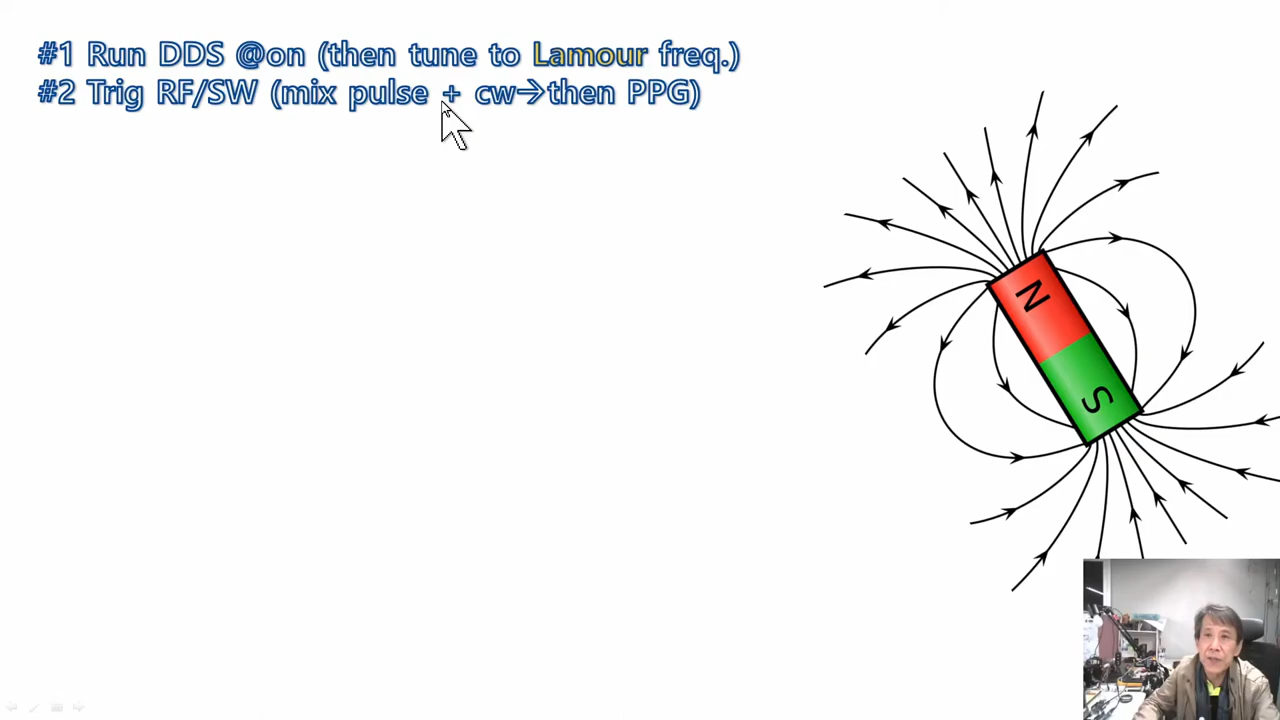 #1 Run DDS @on (then tune to Lamour freq.)
#2 Trig RF/SW (mix pulse + cw→then PPG)
N
S